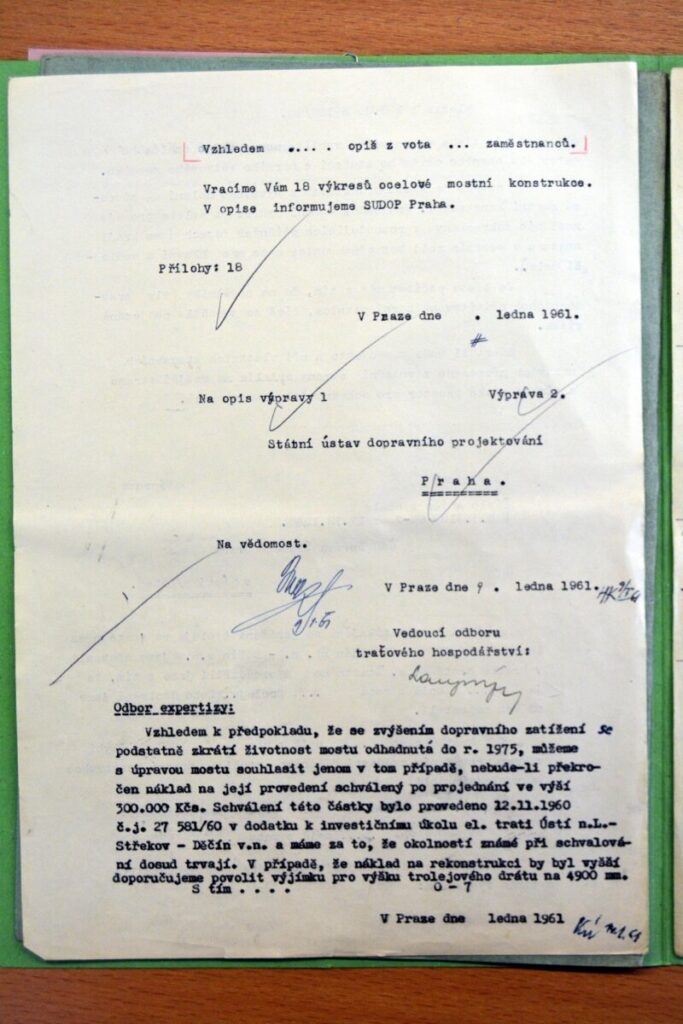 Vzhledem .... opiš z vota ... zaměstnanců.
Vracíme Vám 18 výkresů ocelové mostní konstrukce.
V opise informujeme SUDOP Praha.
Přílohy: 18
V Praze dne . ledna 1961.
Na opis výpravy 1 Výprava 2.
Státní ústav dopravního projektování
Praha.
Na vědomost.
V Praze dne 9. ledna 1961.
Vedoucí odboru
traťového hospodářství:
Odbor expertizy:
Vzhledem k předpokladu, že se zvýšením dopravního zatížení se
podstatně zkrátí životnost mostu odhadnutá do r. 1975, můžeme
s úpravou mostu souhlasit jenom v tom případě, nebude-li překro-
čen náklad na její provedení schválený po projednání ve výši
300.000 Kčs. Schválení této částky bylo provedeno 12.11.1960
č.j. 27 581/60 v dodatku k investičnímu úkolu el. trati Ústí n.L.-
Střekov - Děčín v.n. a máme za to, že okolností známé při schvalová-
ní dosud trvají. V případě, že náklad na rekonstrukci by byl vyšší
doporučujeme povolit výjimku pro výšku trolejového drátu na 4900 mm.
S tím . . . . O - 7
V Praze dne ledna 1961